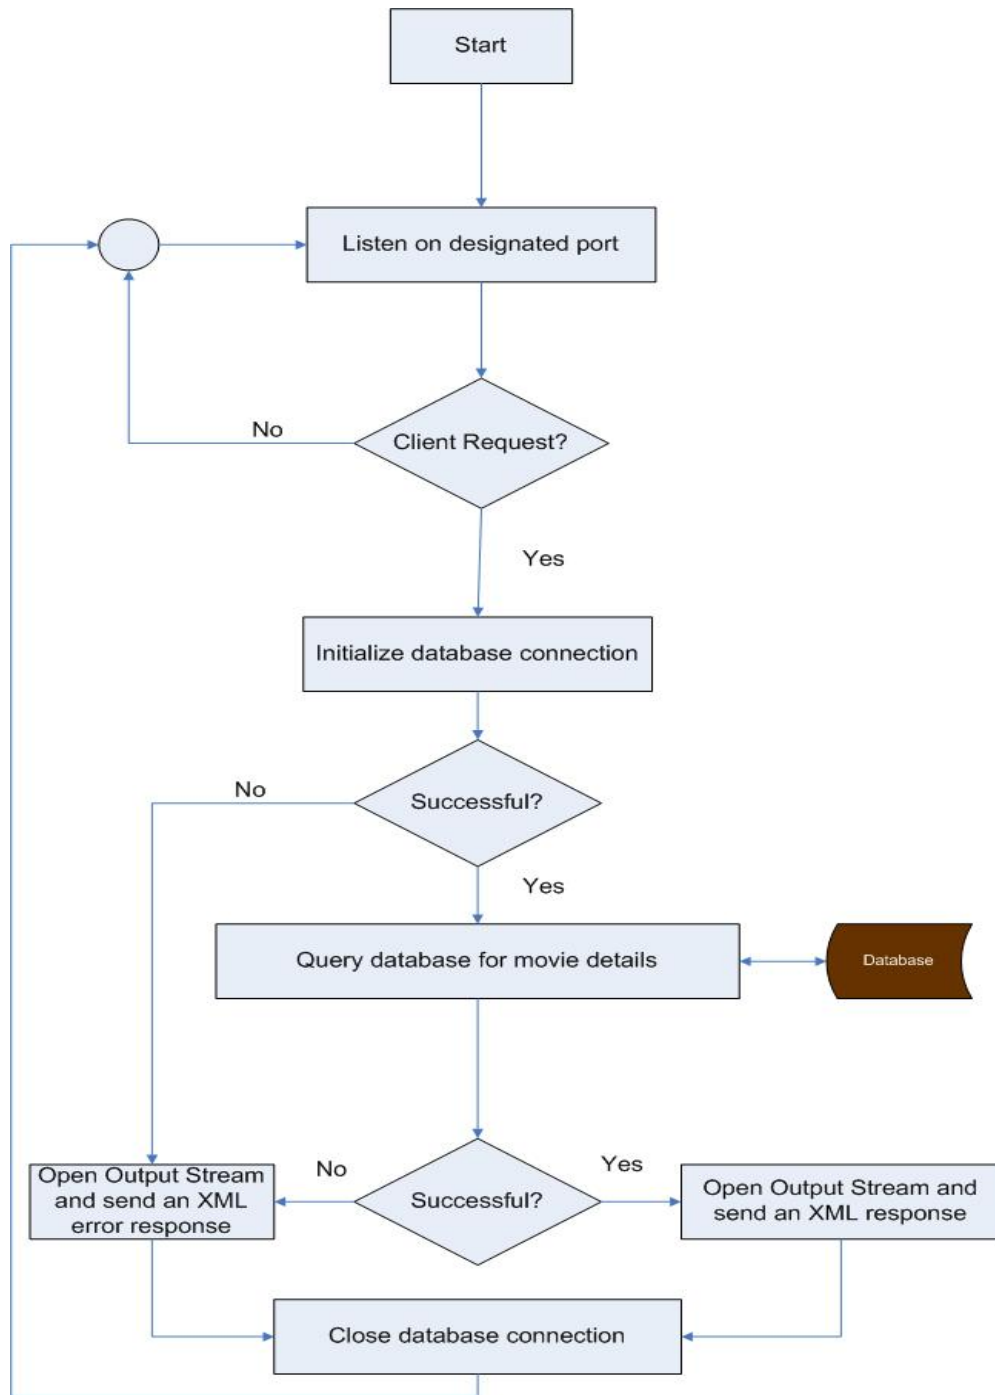 Start
Listen on designated port
No
Client Request?
Yes
Initialize database connection
No
Successful?
Yes
Query database for movie details
Database
Open Output Stream
and send an XML
error response
No
Successful?
Yes
Open Output Stream and
send an XML response
Close database connection